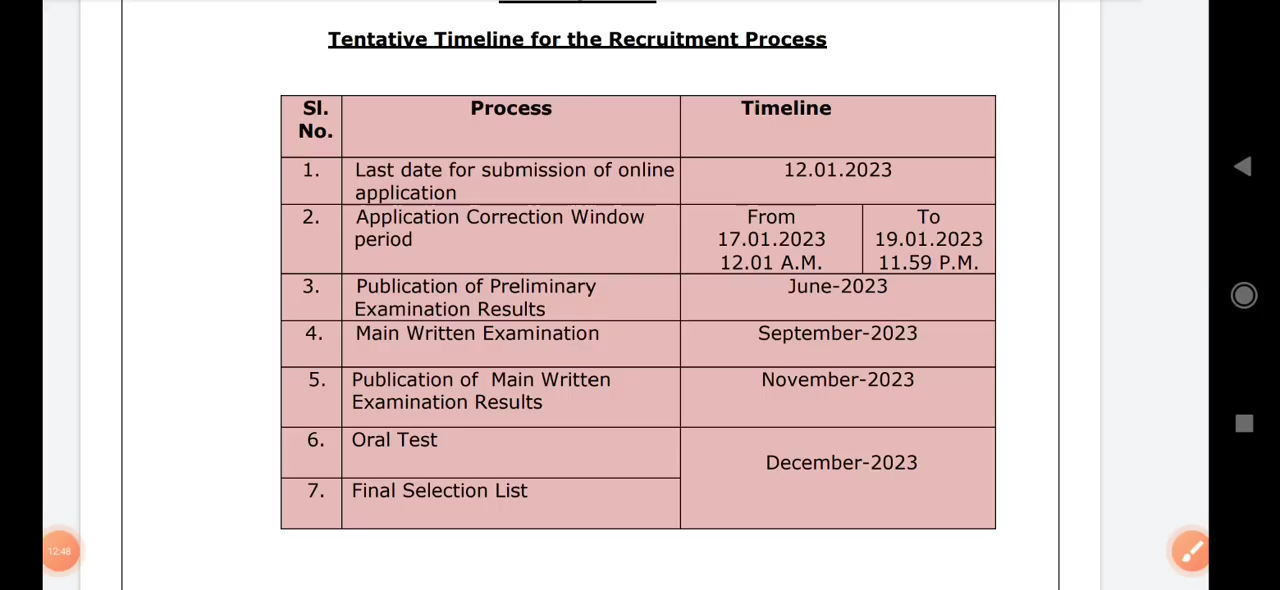 Tentative Timeline for the Recruitment Process
Sl. No. Process Timeline
1. Last date for submission of online application 12.01.2023
2. Application Correction Window period From 17.01.2023 12.01 A.M. To 19.01.2023 11.59 P.M.
3. Publication of Preliminary Examination Results June-2023
4. Main Written Examination September-2023
5. Publication of Main Written Examination Results November-2023
6. Oral Test December-2023
7. Final Selection List
12:48